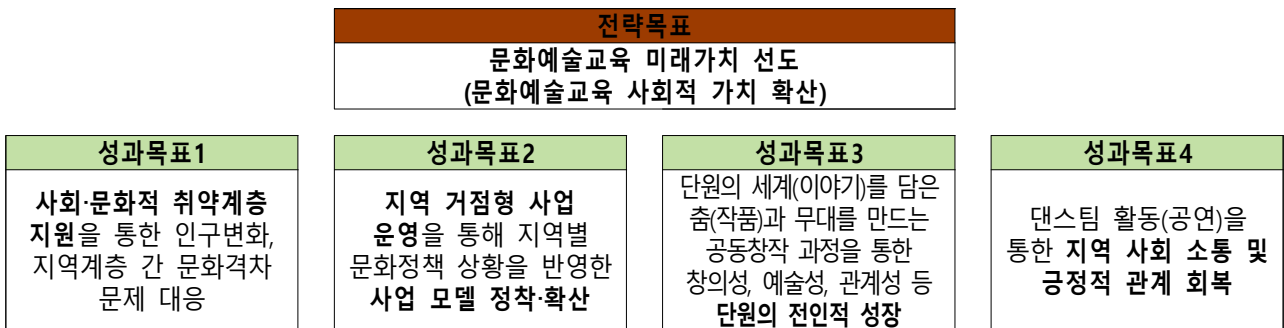 전략목표
문화예술교육 미래가치 선도
(문화예술교육 사회적 가치 확산)
성과목표1
사회·문화적 취약계층
지원을 통한 인구변화,
지역계층 간 문화격차
문제 대응
성과목표2
지역 거점형 사업
운영을 통해 지역별
문화정책 상황을 반영한
사업 모델 정착·확산
성과목표3
단원의 세계(이야기)를 담은
춤(작품)과 무대를 만드는
공동창작 과정을 통한
창의성, 예술성, 관계성 등
단원의 전인적 성장
성과목표4
댄스팀 활동(공연)을
통한 지역 사회 소통 및
긍정적 관계 회복